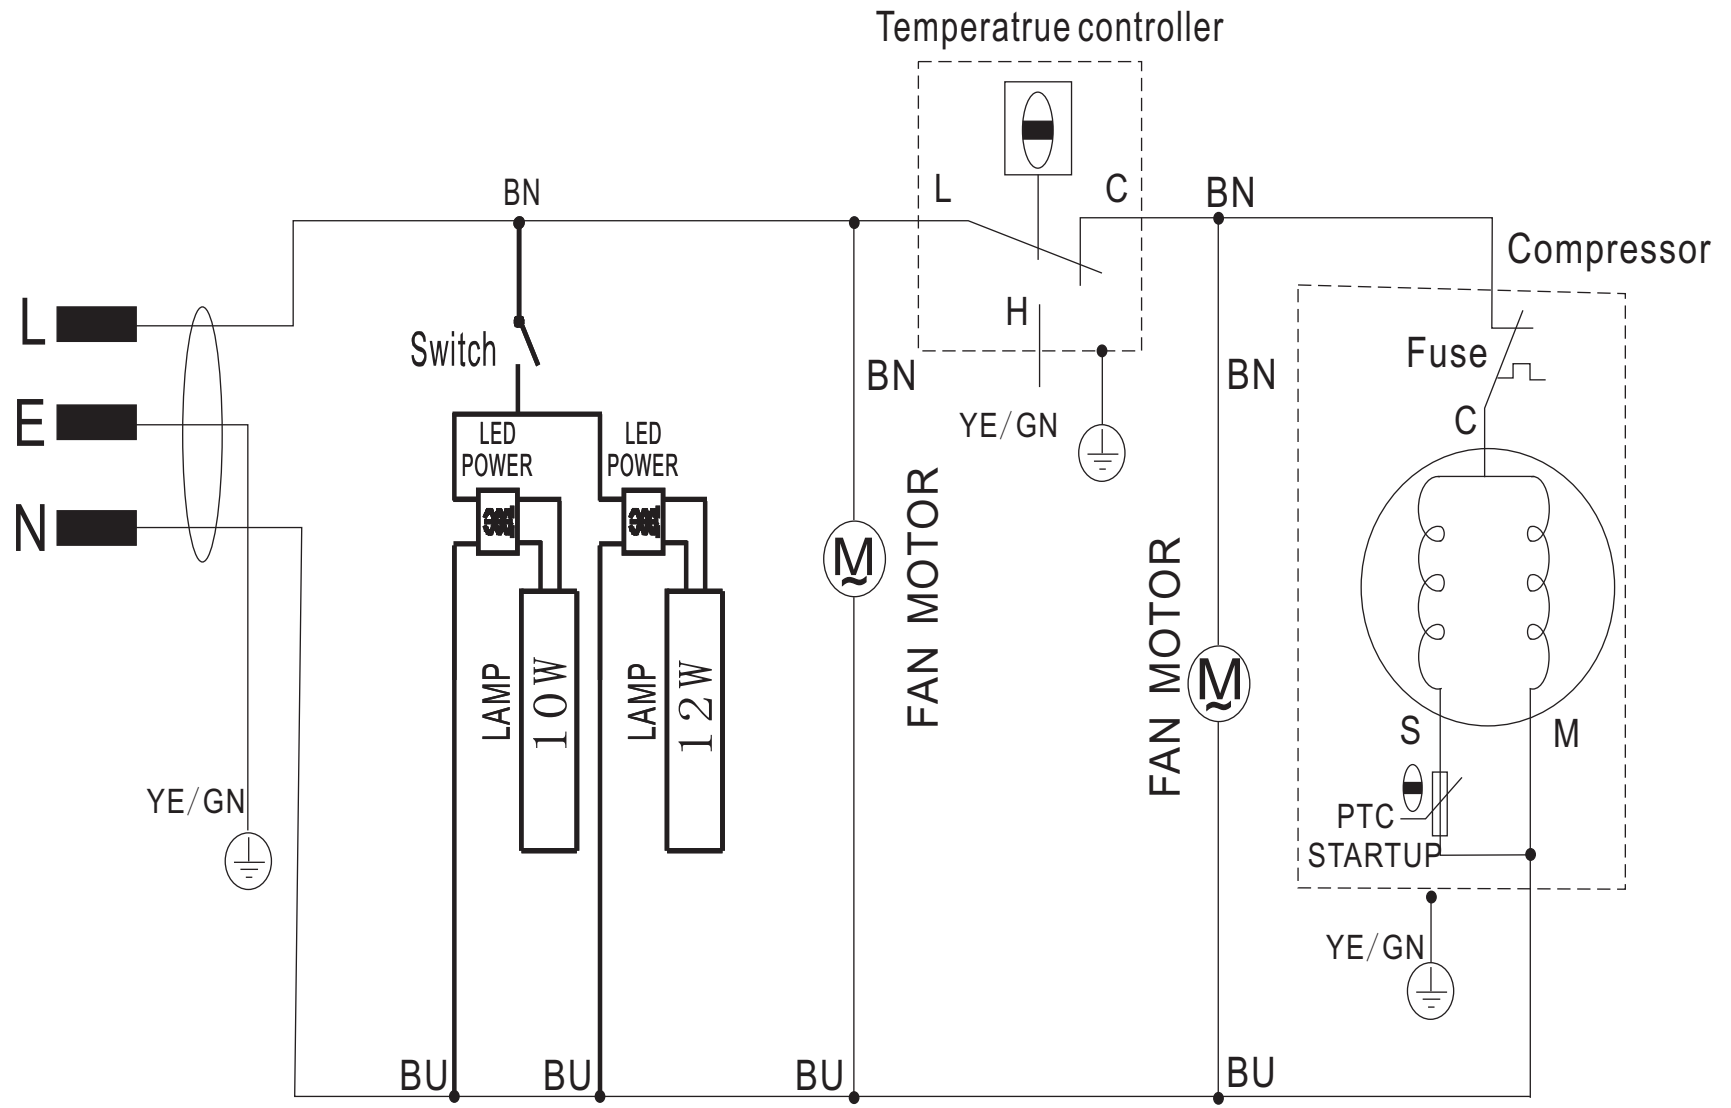 Temperatrue controller
BN
L
C
BN
Compressor
L
Switch
H
Fuse
BN
BN
E
YE/GN
C
LED
POWER
LED
POWER
N
M
~
FAN MOTOR
M
~
FAN MOTOR
LAMP
10W
LAMP
12W
S
M
YE/GN
PTC
STARTUP
YE/GN
BU
BU
BU
BU